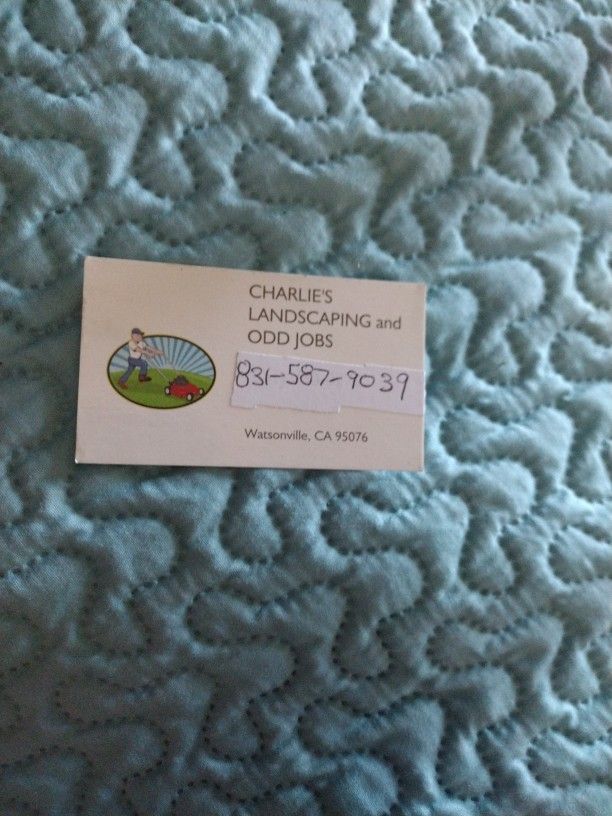 CHARLIE'S
LANDSCAPING and
ODD JOBS
831-587-9039
Watsonville, CA 95076